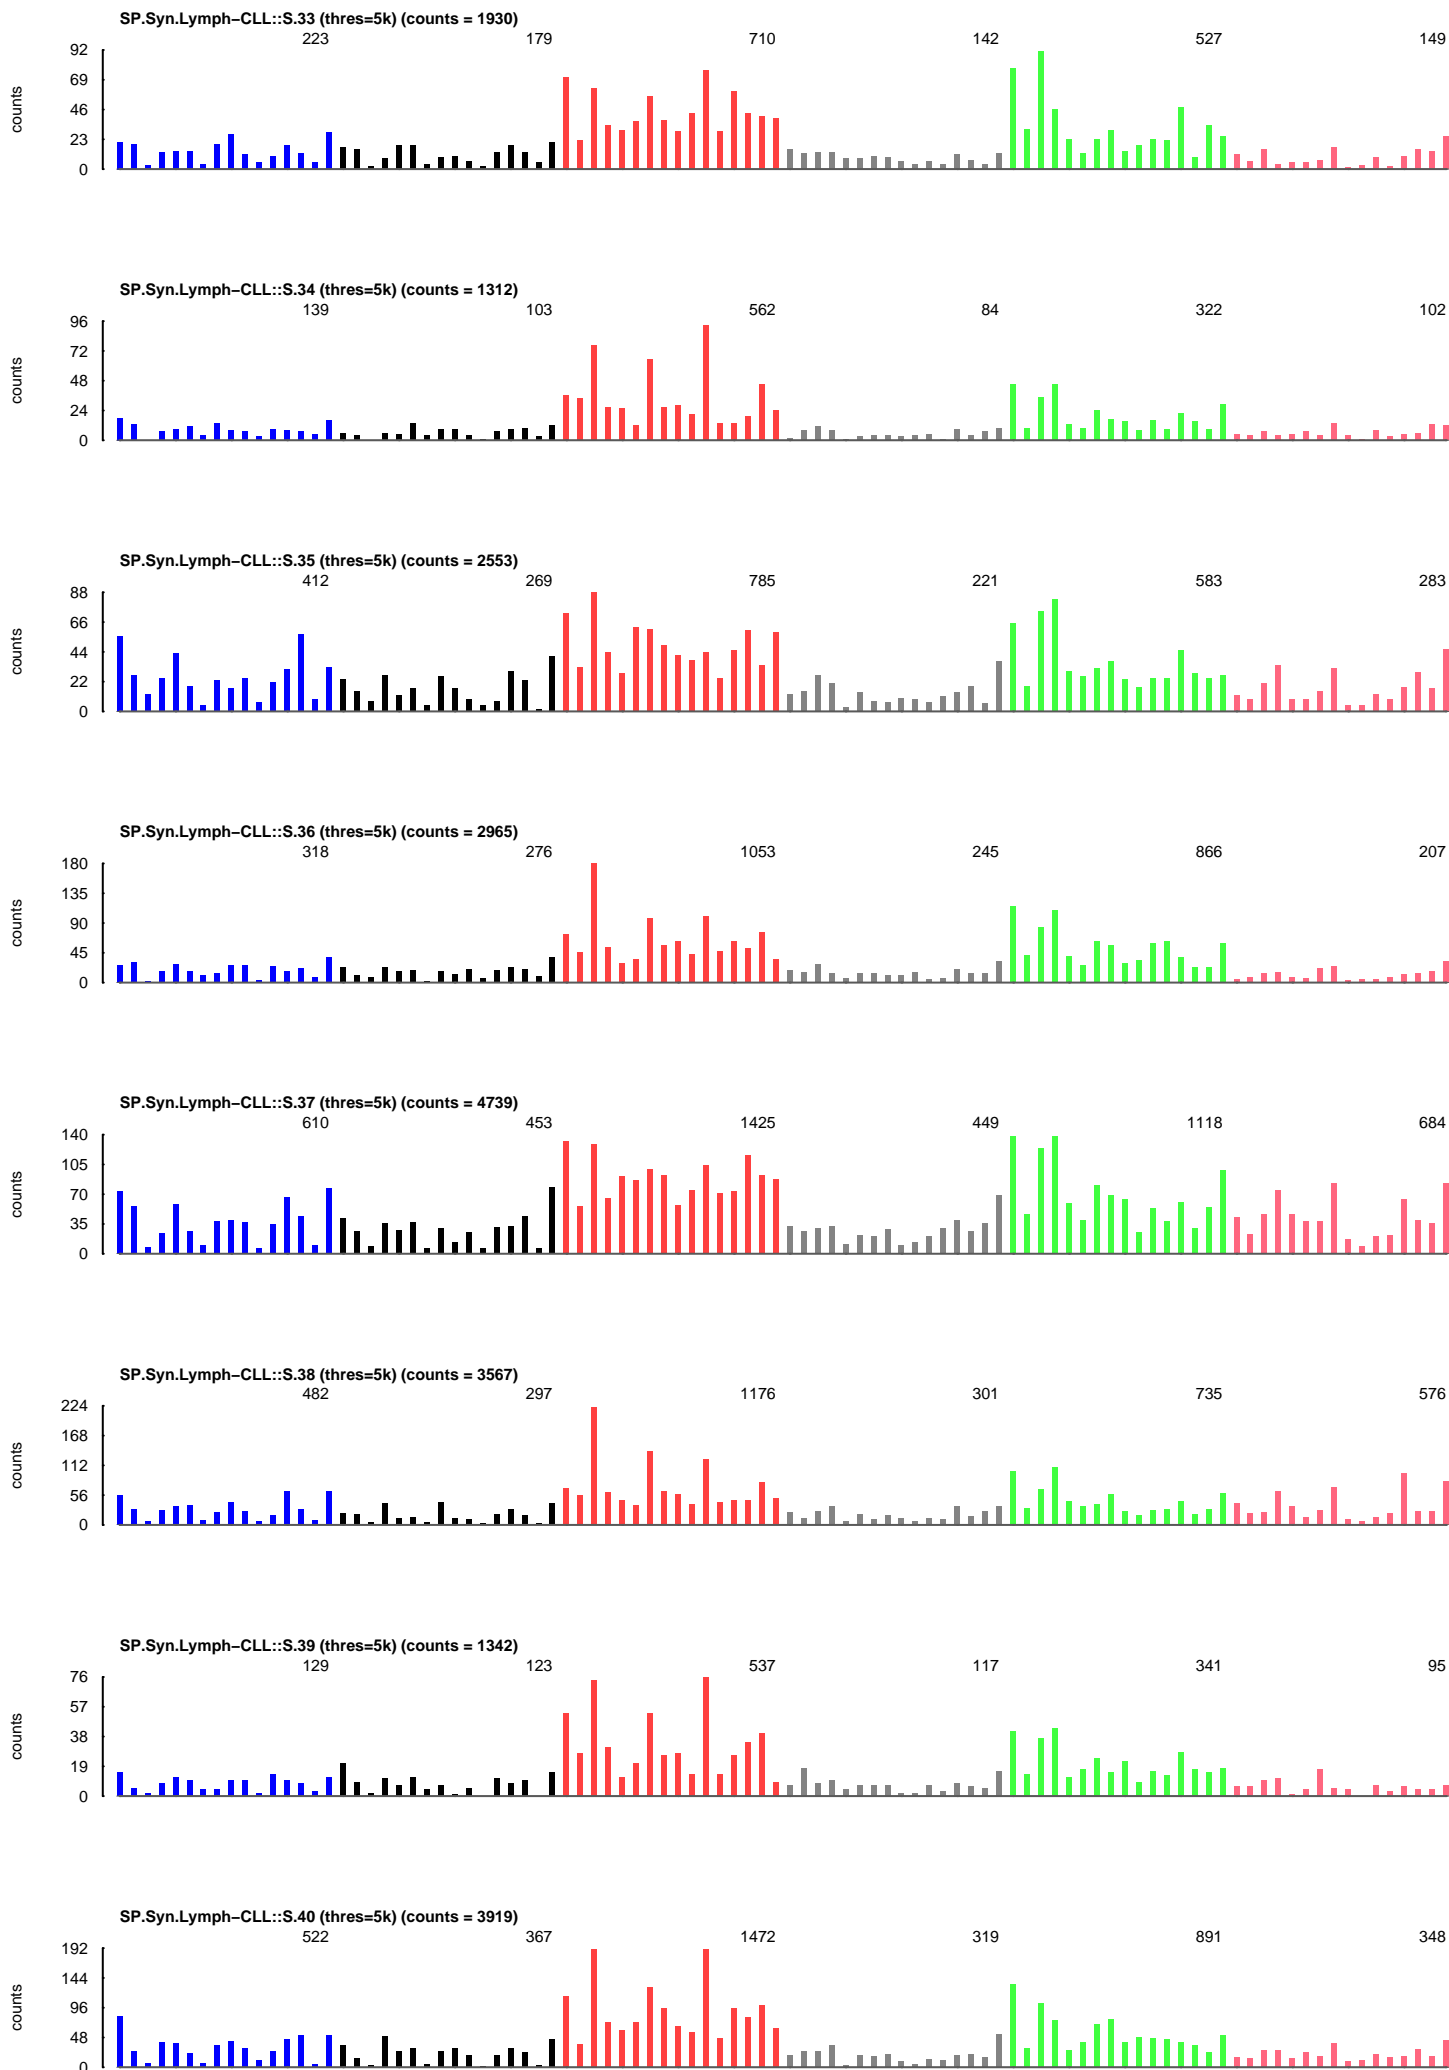 SP.Syn.Lymph−CLL::S.33 (thres=5k) (counts = 1930)
223 179 710 142 527 149
92
69
46
23
0
counts
SP.Syn.Lymph−CLL::S.34 (thres=5k) (counts = 1312)
139 103 562 84 322 102
96
72
48
24
0
counts
SP.Syn.Lymph−CLL::S.35 (thres=5k) (counts = 2553)
412 269 785 221 583 283
88
66
44
22
0
counts
SP.Syn.Lymph−CLL::S.36 (thres=5k) (counts = 2965)
318 276 1053 245 866 207
180
135
90
45
0
counts
SP.Syn.Lymph−CLL::S.37 (thres=5k) (counts = 4739)
610 453 1425 449 1118 684
140
105
70
35
0
counts
SP.Syn.Lymph−CLL::S.38 (thres=5k) (counts = 3567)
482 297 1176 301 735 576
224
168
112
56
0
counts
SP.Syn.Lymph−CLL::S.39 (thres=5k) (counts = 1342)
129 123 537 117 341 95
76
57
38
19
0
counts
SP.Syn.Lymph−CLL::S.40 (thres=5k) (counts = 3919)
522 367 1472 319 891 348
192
144
96
48
0
counts